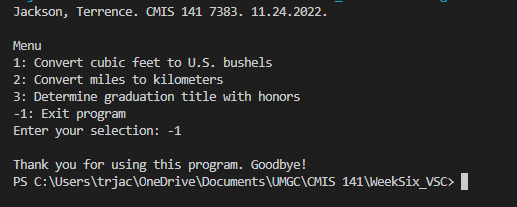 Jackson, Terrence. CMIS 141 7383. 11.24.2022.
Menu
1: Convert cubic feet to U.S. bushels
2: Convert miles to kilometers
3: Determine graduation title with honors
-1: Exit program
Enter your selection: -1
Thank you for using this program. Goodbye!
PS C:\Users\trjac\OneDrive\Documents\UMGC\CMIS 141\WeekSix_VSC>